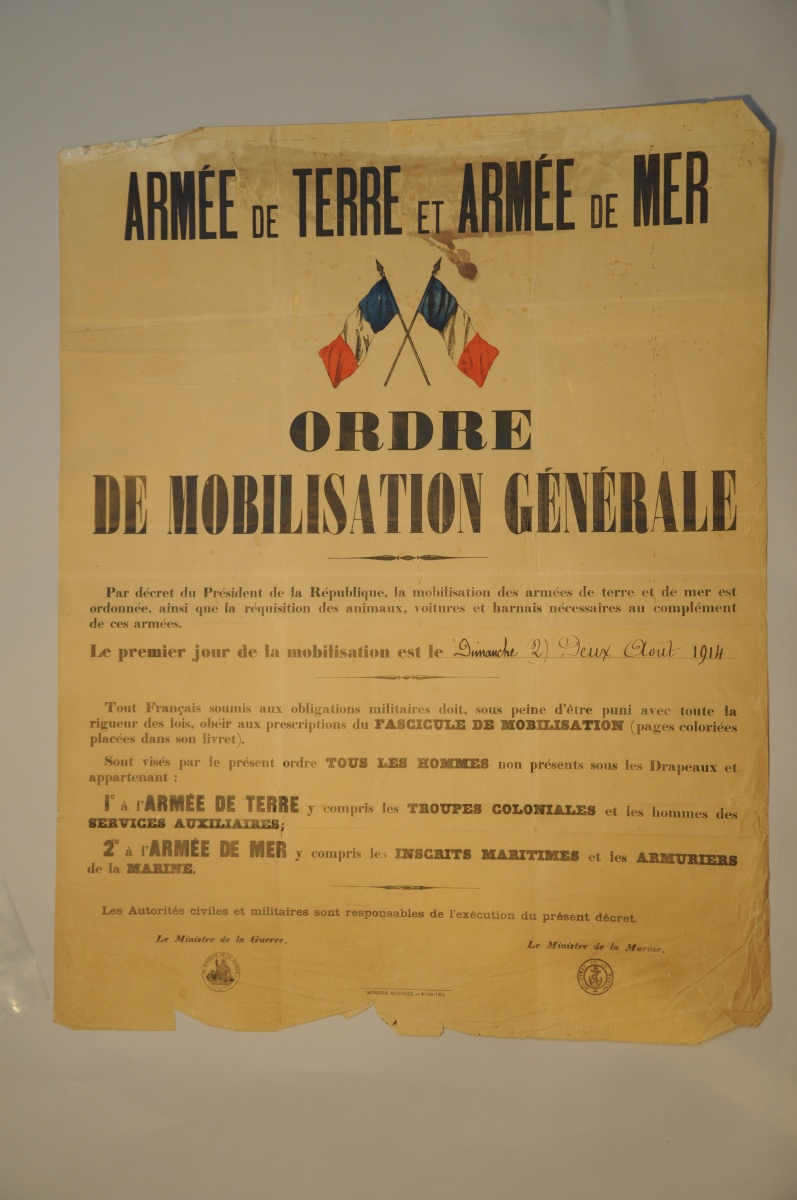 ARMÉE DE TERRE ET ARMÉE DE MER
ORDRE
DE MOBILISATION GÉNÉRALE
Par décret du Président de la République, la mobilisation des armées de terre et de mer est
ordonnée, ainsi que la réquisition des animaux, voitures et harnais nécessaires au complément
de ces armées.
Le premier jour de la mobilisation est le Dimanche 2) Deux Août 1914
Tout Français soumis aux obligations militaires doit, sous peine d'être puni avec toute la
rigueur des lois, obéir aux prescriptions du FASCICULE DE MOBILISATION (pages coloriées
placées dans son livret).
Sont visés par le présent ordre TOUS LES HOMMES non présents sous les Drapeaux et
appartenant :
1° à l'ARMÉE DE TERRE y compris les TROUPES COLONIALES et les hommes des
SERVICES AUXILIAIRES;
2° à l'ARMÉE DE MER y compris les INSCRITS MARITIMES et les ARMURIERS
de la MARINE.
Les Autorités civiles et militaires sont responsables de l'exécution du présent décret.
Le Ministre de la Guerre,
Le Ministre de la Marine,
IMPRIMERIE NATIONALE.